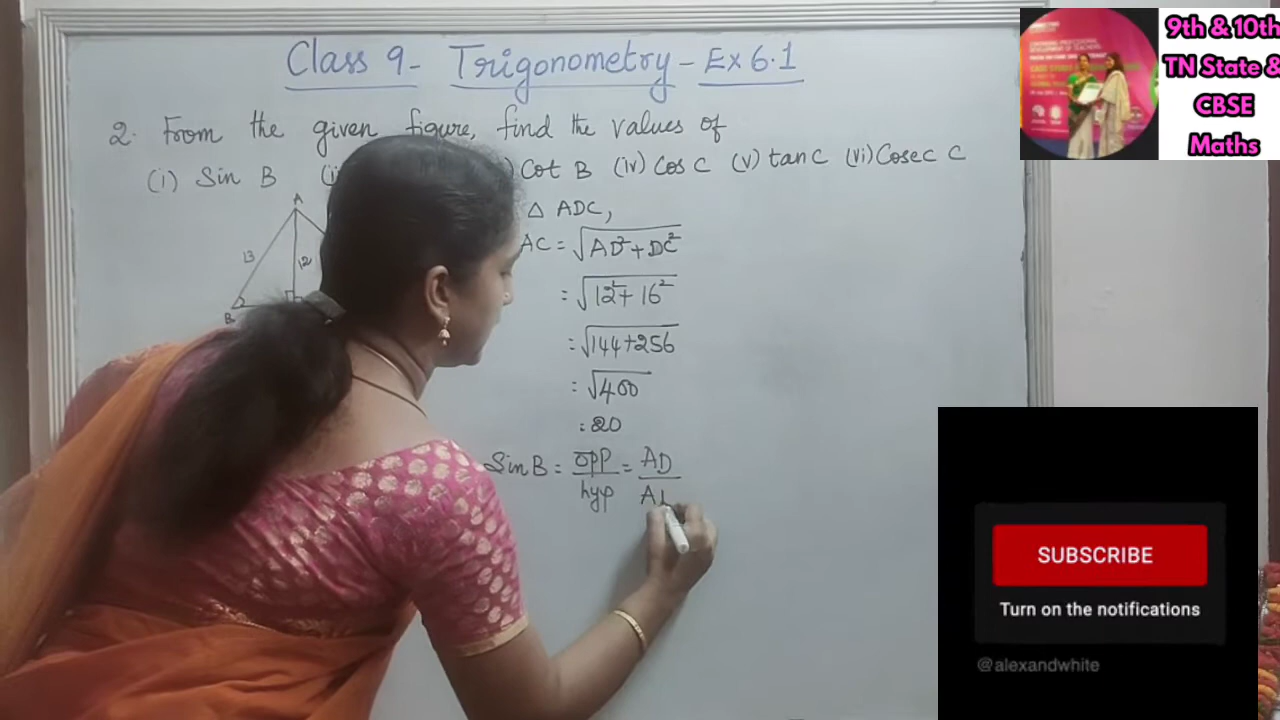 Class 9 - Trigonometry - Ex 6.1
2. From the given figure, find the values of
(i) Sin B (ii Cot B (iv) Cos C (v) tan C (vi) Cosec C
A
13
12
B
△ ADC,
AC = √AD²+DC²
= √12²+ 16²
= √144+256
= √400
= 20
Sin B = opp/hyp = AD/A
9th & 10th
TN State &
CBSE
Maths
SUBSCRIBE
Turn on the notifications
@alexandwhite